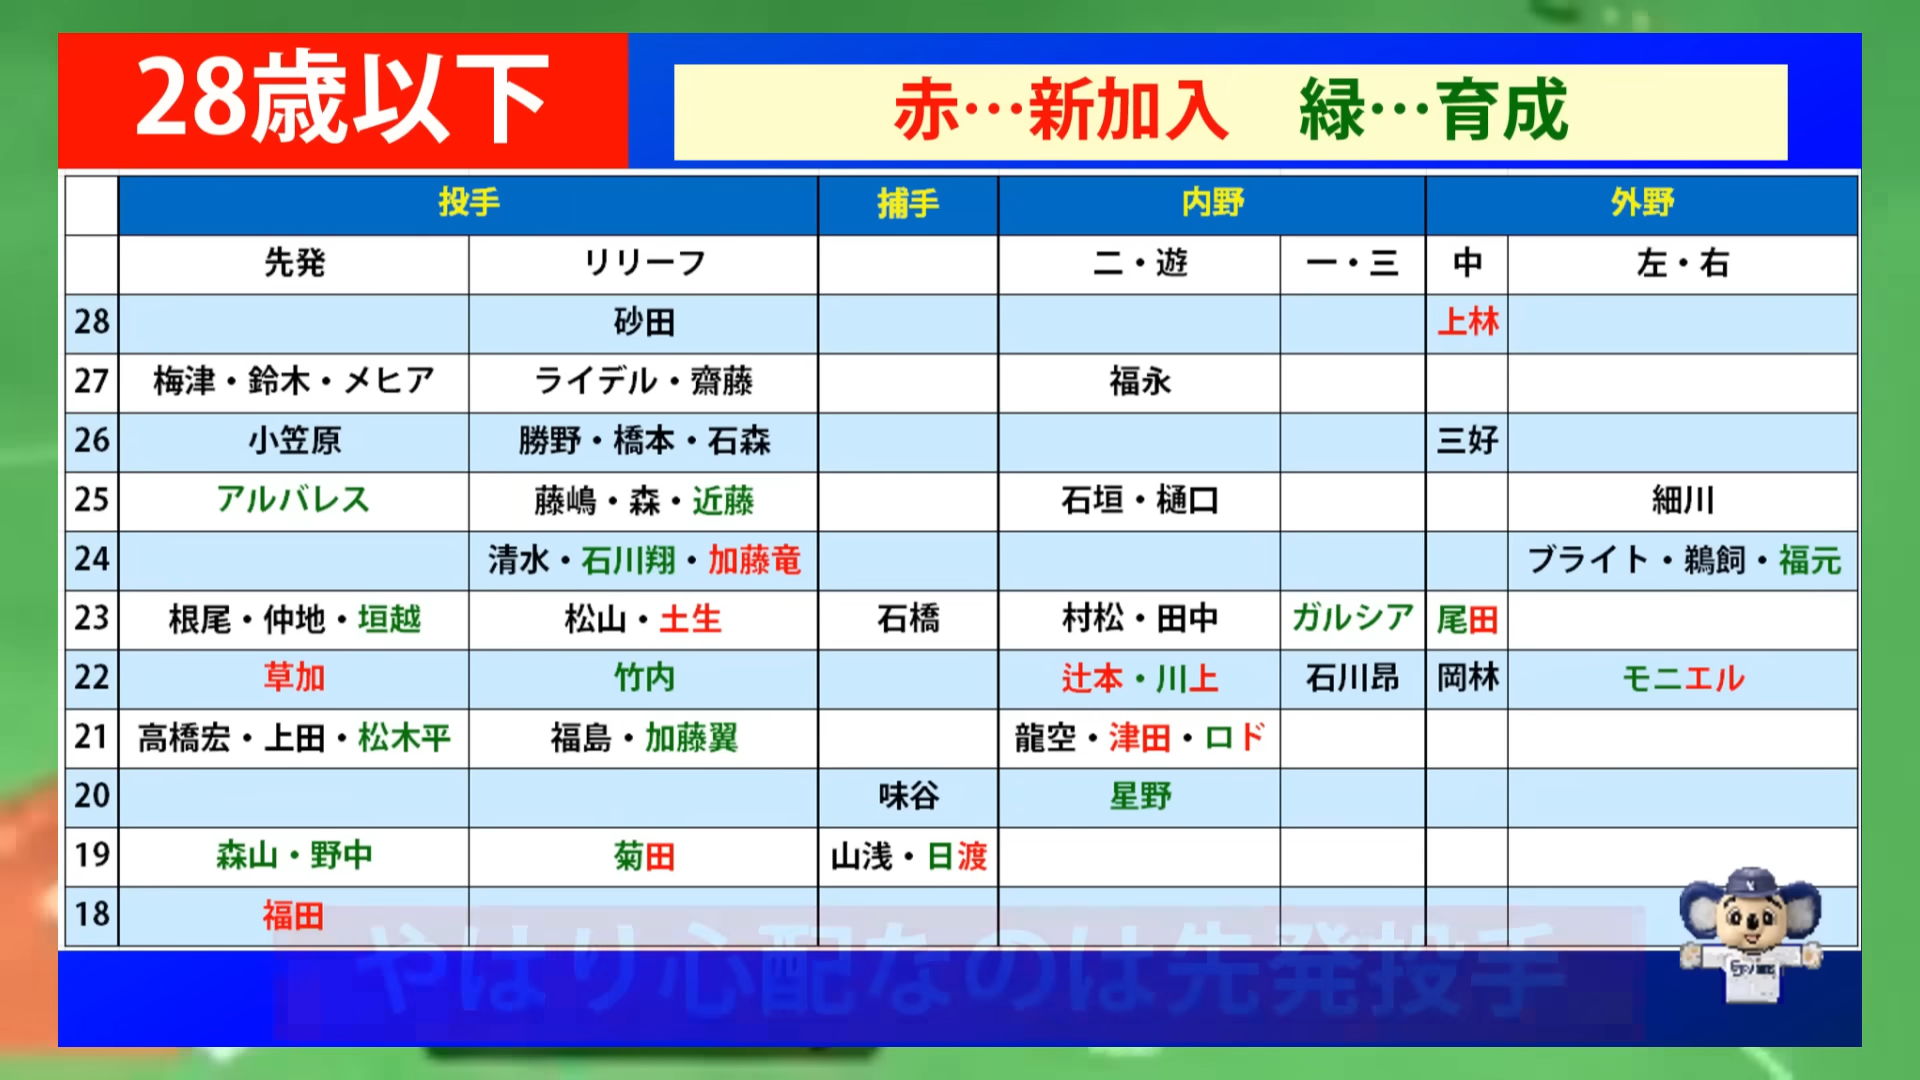 28歳以下
赤…新加入 緑…育成
投手 捕手 内野 外野
先発 リリーフ 二・遊 一・三 中 左・右
28 砂田 上林
27 梅津・鈴木・メヒア ライデル・齋藤 福永
26 小笠原 勝野・橋本・石森 三好
25 アルバレス 藤嶋・森・近藤 石垣・樋口 細川
24 清水・石川翔・加藤竜 ブライト・鵜飼・福元
23 根尾・仲地・垣越 松山・土生 石橋 村松・田中 ガルシア 尾田
22 草加 竹内 辻本・川上 石川昂 岡林 モニエル
21 高橋宏・上田・松木平 福島・加藤翼 龍空・津田・ロド
20 味谷 星野
19 森山・野中 菊田 山浅・日渡
18 福田
やはり心配なのは先発投手